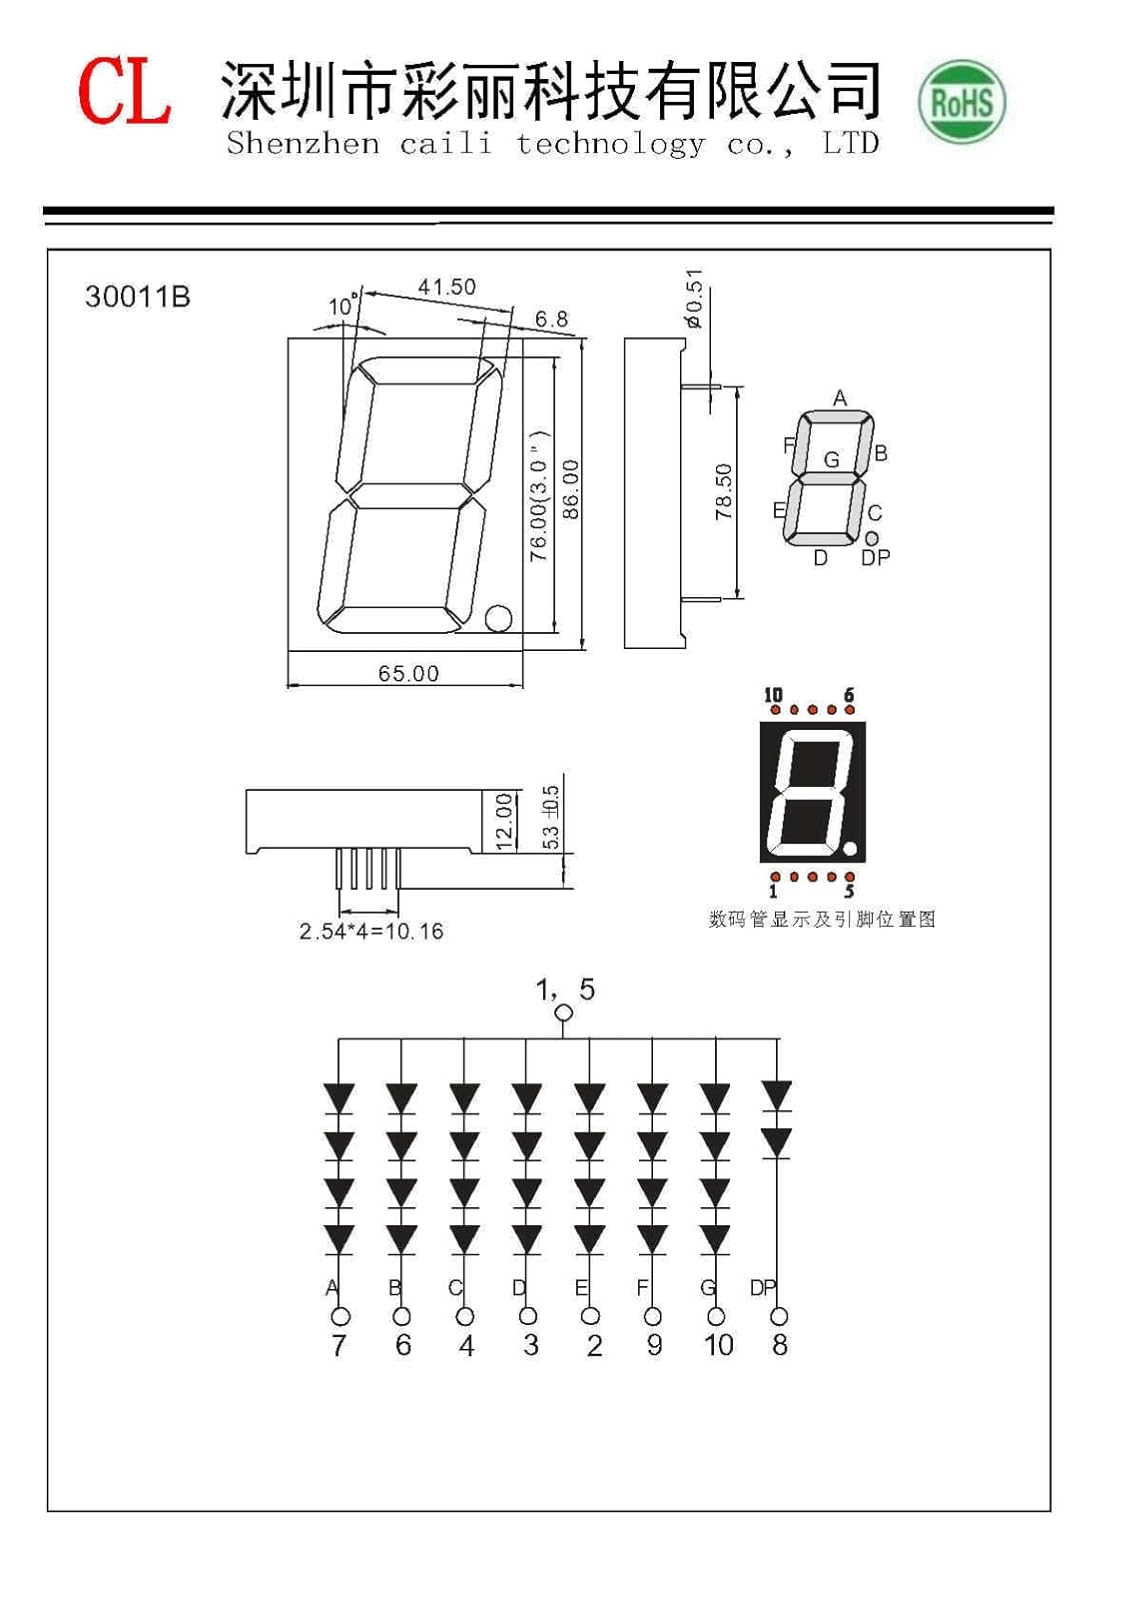 CL 深圳市彩丽科技有限公司 RoHS
Shenzhen caili technology co., LTD
30011B
10°
41.50
6.8
76.00(3.0")
86.00
65.00
ø0.51
78.50
A
F
B
G
E
C
D
DP
10 6
1 5
数码管显示及引脚位置图
12.00
5.3±0.5
2.54*4=10.16
1, 5
A B C D E F G DP
7 6 4 3 2 9 10 8